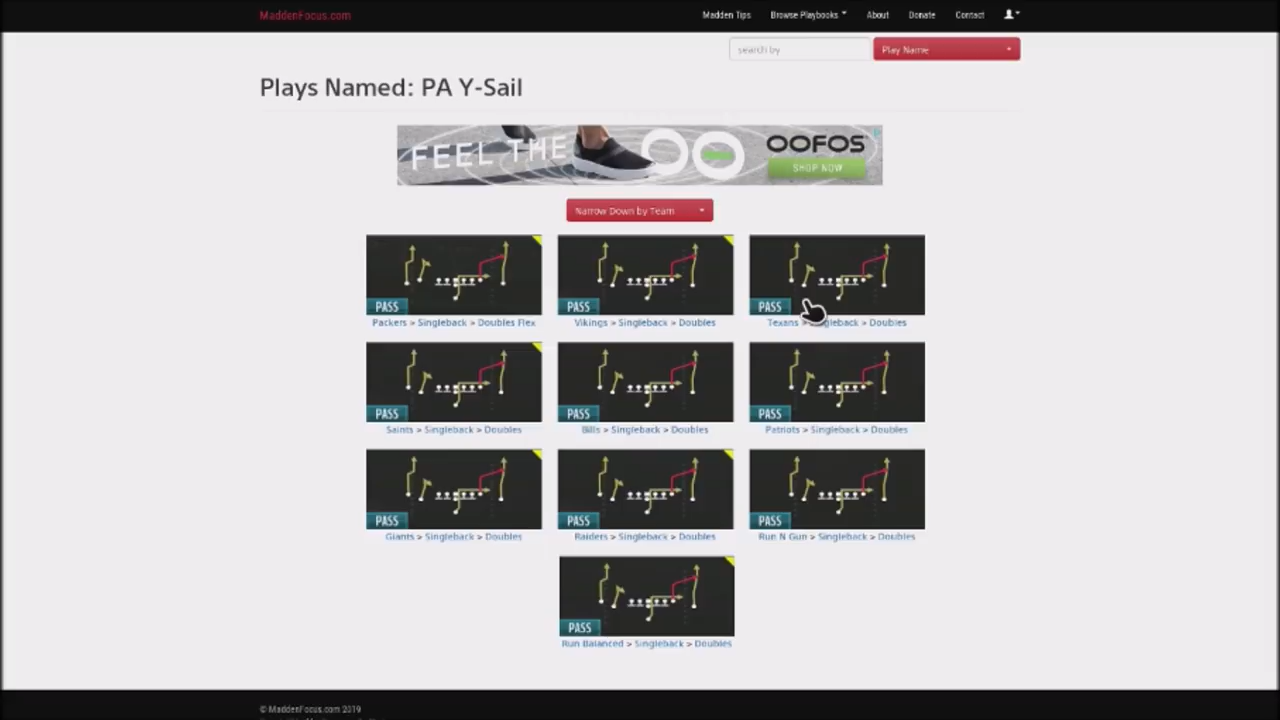 MaddenFocus.com Madden Tips Browse Playbooks About Donate Contact
search by Play Name
Plays Named: PA Y-Sail
FEEL THE OO OOFOS
SHOP NOW
Narrow Down by Team
PASS PASS PASS
Packers > Singleback > Doubles Flex Vikings > Singleback > Doubles Texans > Singleback > Doubles
PASS PASS PASS
Saints > Singleback > Doubles Bills > Singleback > Doubles Patriots > Singleback > Doubles
PASS PASS PASS
Giants > Singleback > Doubles Raiders > Singleback > Doubles Run N Gun > Singleback > Doubles
PASS
Run Balanced > Singleback > Doubles
© MaddenFocus.com 2019